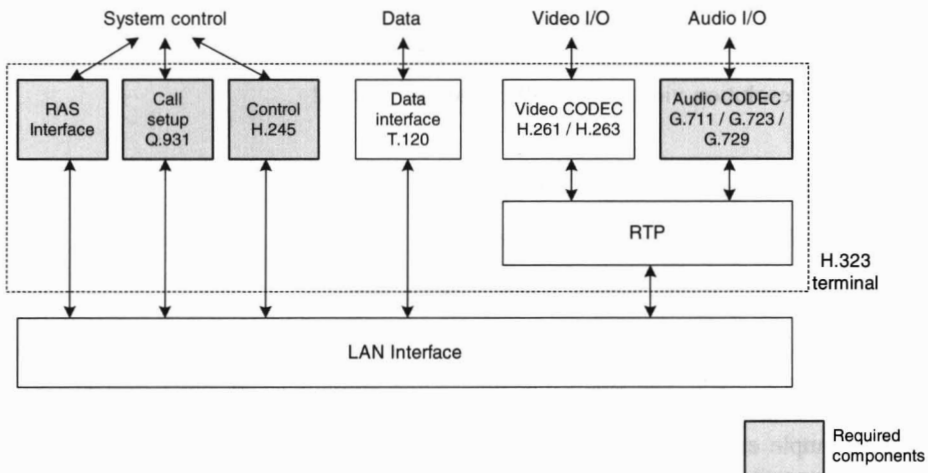 System control
Data
Video I/O
Audio I/O
RAS
Interface
Call
setup
Q.931
Control
H.245
Data
interface
T.120
Video CODEC
H.261 / H.263
Audio CODEC
G.711 / G.723 /
G.729
RTP
H.323
terminal
LAN Interface
Required
components